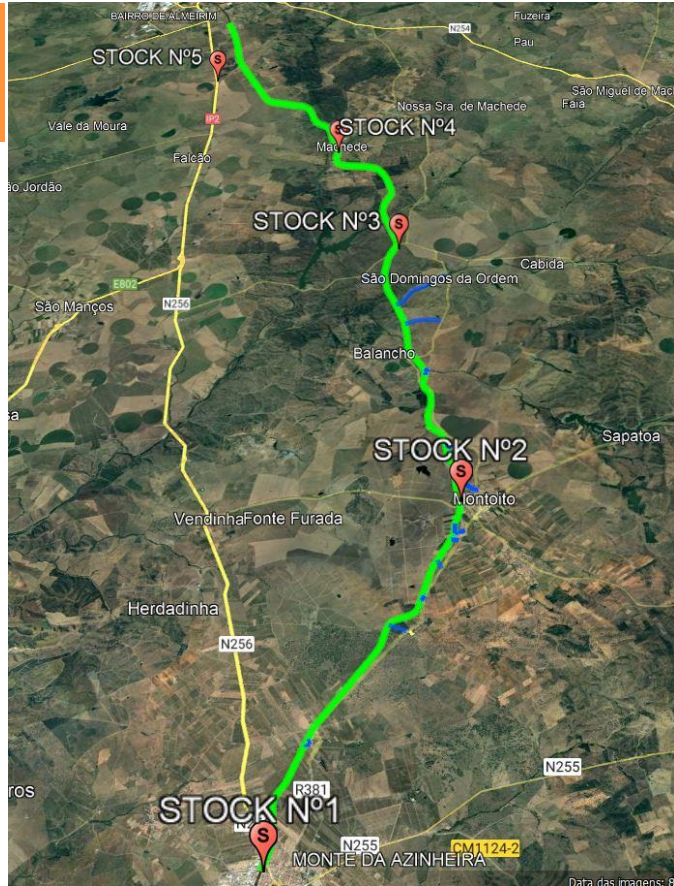 BAIRRO DE ALMEIRIM
Fuzeira
N254
Pau
STOCK Nº5
S
São Miguel de Mac
Nossa Sra. de Machede
Faia
IP2
Vale da Moura
STOCK Nº4
Machede
Falcão
ão Jordão
STOCK Nº3
S
Cabida
E802
São Domingos da Ordem
N256
São Manços
Balancho
sa
STOCK Nº2
S
Sapatoa
Montoito
Vendinha
Fonte Furada
Herdadinha
N256
N255
ros
R381
STOCK Nº1
S
N255
CM1124-2
MONTE DA AZINHEIRA
Data das imagens: 8